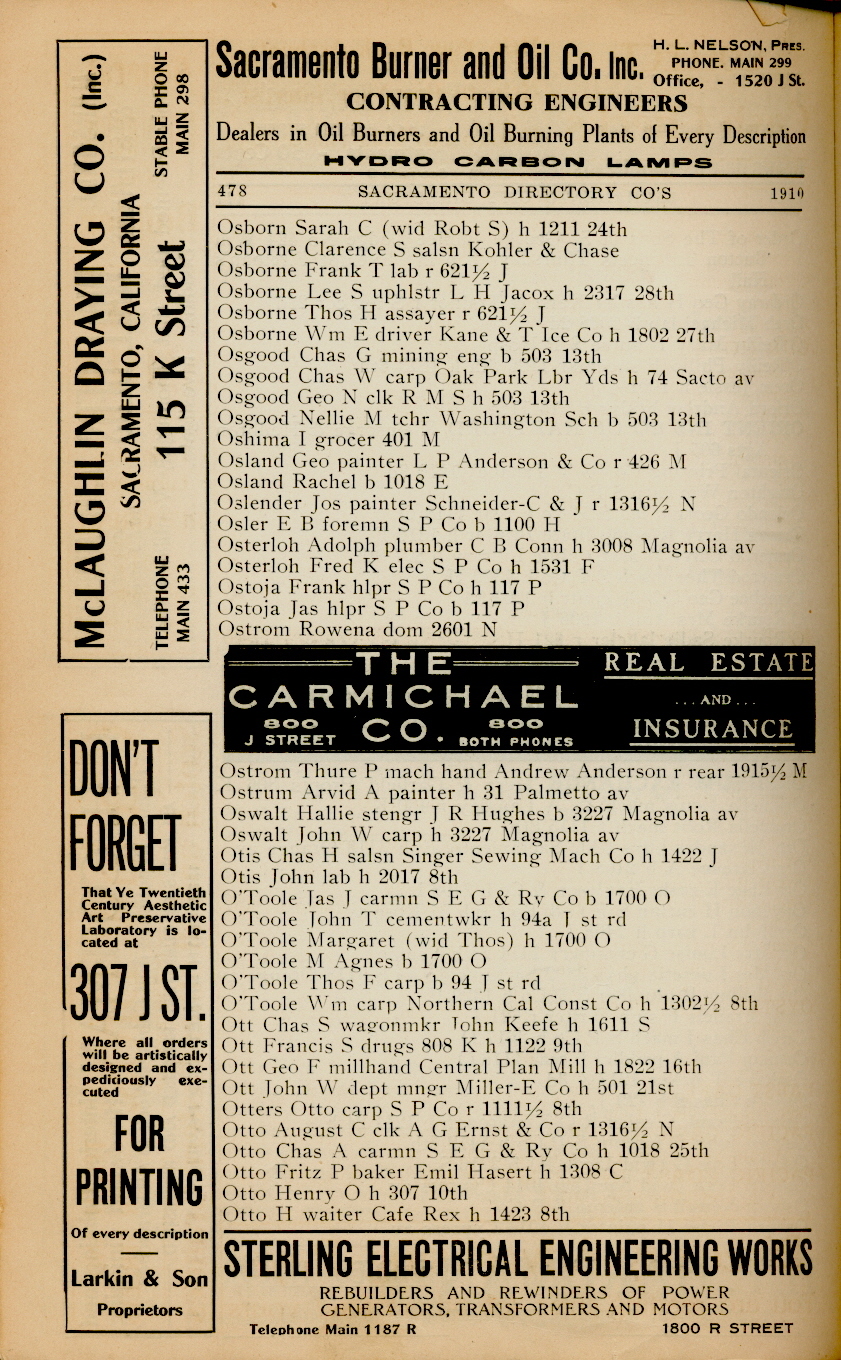 Sacramento Burner and Oil Co. Inc.
H. L. NELSON, PRES.
PHONE. MAIN 299
Office, - 1520 J St.
CONTRACTING ENGINEERS
Dealers in Oil Burners and Oil Burning Plants of Every Description
HYDRO CARBON LAMPS
478 SACRAMENTO DIRECTORY CO'S 1910
McLAUGHLIN DRAYING CO. (Inc.)
SACRAMENTO, CALIFORNIA
TELEPHONE MAIN 433
115 K Street
STABLE PHONE MAIN 298
Osborn Sarah C (wid Robt S) h 1211 24th
Osborne Clarence S salsn Kohler & Chase
Osborne Frank T lab r 621½ J
Osborne Lee S uphlstr L H Jacox h 2317 28th
Osborne Thos H assayer r 621½ J
Osborne Wm E driver Kane & T Ice Co h 1802 27th
Osgood Chas G mining eng b 503 13th
Osgood Chas W carp Oak Park Lbr Yds h 74 Sacto av
Osgood Geo N clk R M S h 503 13th
Osgood Nellie M tchr Washington Sch b 503 13th
Oshima I grocer 401 M
Osland Geo painter L P Anderson & Co r 426 M
Osland Rachel b 1018 E
Oslender Jos painter Schneider-C & J r 1316½ N
Osler E B foremn S P Co b 1100 H
Osterloh Adolph plumber C B Conn h 3008 Magnolia av
Osterloh Fred K elec S P Co h 1531 F
Ostoja Frank hlpr S P Co h 117 P
Ostoja Jas hlpr S P Co b 117 P
Ostrom Rowena dom 2601 N
THE
CARMICHAEL
CO.
800
J STREET
800
BOTH PHONES
REAL ESTATE
...AND...
INSURANCE
Ostrom Thure P mach hand Andrew Anderson r rear 1915½ M
Ostrum Arvid A painter h 31 Palmetto av
Oswalt Hallie stengr J R Hughes b 3227 Magnolia av
Oswalt John W carp h 3227 Magnolia av
Otis Chas H salsn Singer Sewing Mach Co h 1422 J
Otis John lab h 2017 8th
O'Toole Jas J carmn S E G & Ry Co b 1700 O
O'Toole John T cementwkr h 94a J st rd
O'Toole Margaret (wid Thos) h 1700 O
O'Toole M Agnes b 1700 O
O'Toole Thos F carp b 94 J st rd
O'Toole Wm carp Northern Cal Const Co h 1302½ 8th
Ott Chas S wagonmkr John Keefe h 1611 S
Ott Francis S drugs 808 K h 1122 9th
Ott Geo F millhand Central Plan Mill h 1822 16th
Ott John W dept mngr Miller-E Co h 501 21st
Otters Otto carp S P Co r 1111½ 8th
Otto August C clk A G Ernst & Co r 1316½ N
Otto Chas A carmn S E G & Ry Co h 1018 25th
Otto Fritz P baker Emil Hasert h 1308 C
Otto Henry O h 307 10th
Otto H waiter Cafe Rex h 1423 8th
DON'T
FORGET
That Ye Twentieth
Century Aesthetic
Art Preservative
Laboratory is lo-
cated at
307 J ST.
Where all orders
will be artistically
designed and ex-
pediciously exe-
cuted
FOR
PRINTING
Of every description
Larkin & Son
Proprietors
STERLING ELECTRICAL ENGINEERING WORKS
REBUILDERS AND REWINDERS OF POWER
GENERATORS, TRANSFORMERS AND MOTORS
Telephone Main 1187 R 1800 R STREET